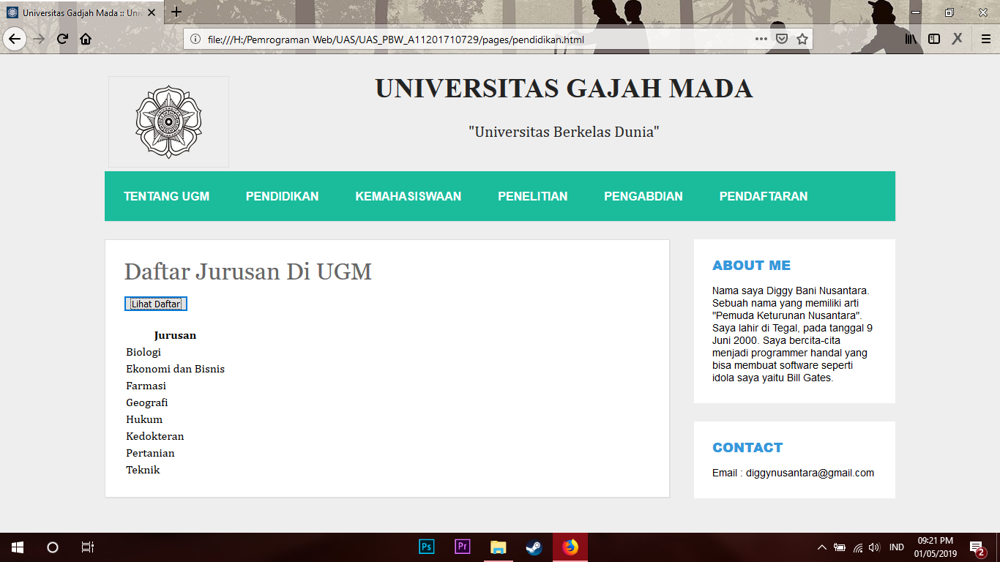 Universitas Gadjah Mada :: Uni
file:///H:/Pemrograman Web/UAS/UAS_PBW_A11201710729/pages/pendidikan.html
UNIVERSITAS GAJAH MADA
"Universitas Berkelas Dunia"
TENTANG UGM PENDIDIKAN KEMAHASISWAAN PENELITIAN PENGABDIAN PENDAFTARAN
Daftar Jurusan Di UGM
Lihat Daftar
Jurusan
Biologi
Ekonomi dan Bisnis
Farmasi
Geografi
Hukum
Kedokteran
Pertanian
Teknik
ABOUT ME
Nama saya Diggy Bani Nusantara.
Sebuah nama yang memiliki arti
"Pemuda Keturunan Nusantara".
Saya lahir di Tegal, pada tanggal 9
Juni 2000. Saya bercita-cita
menjadi programmer handal yang
bisa membuat software seperti
idola saya yaitu Bill Gates.
CONTACT
Email : diggynusantara@gmail.com
Ps
Pr
IND
09:21 PM
01/05/2019
2